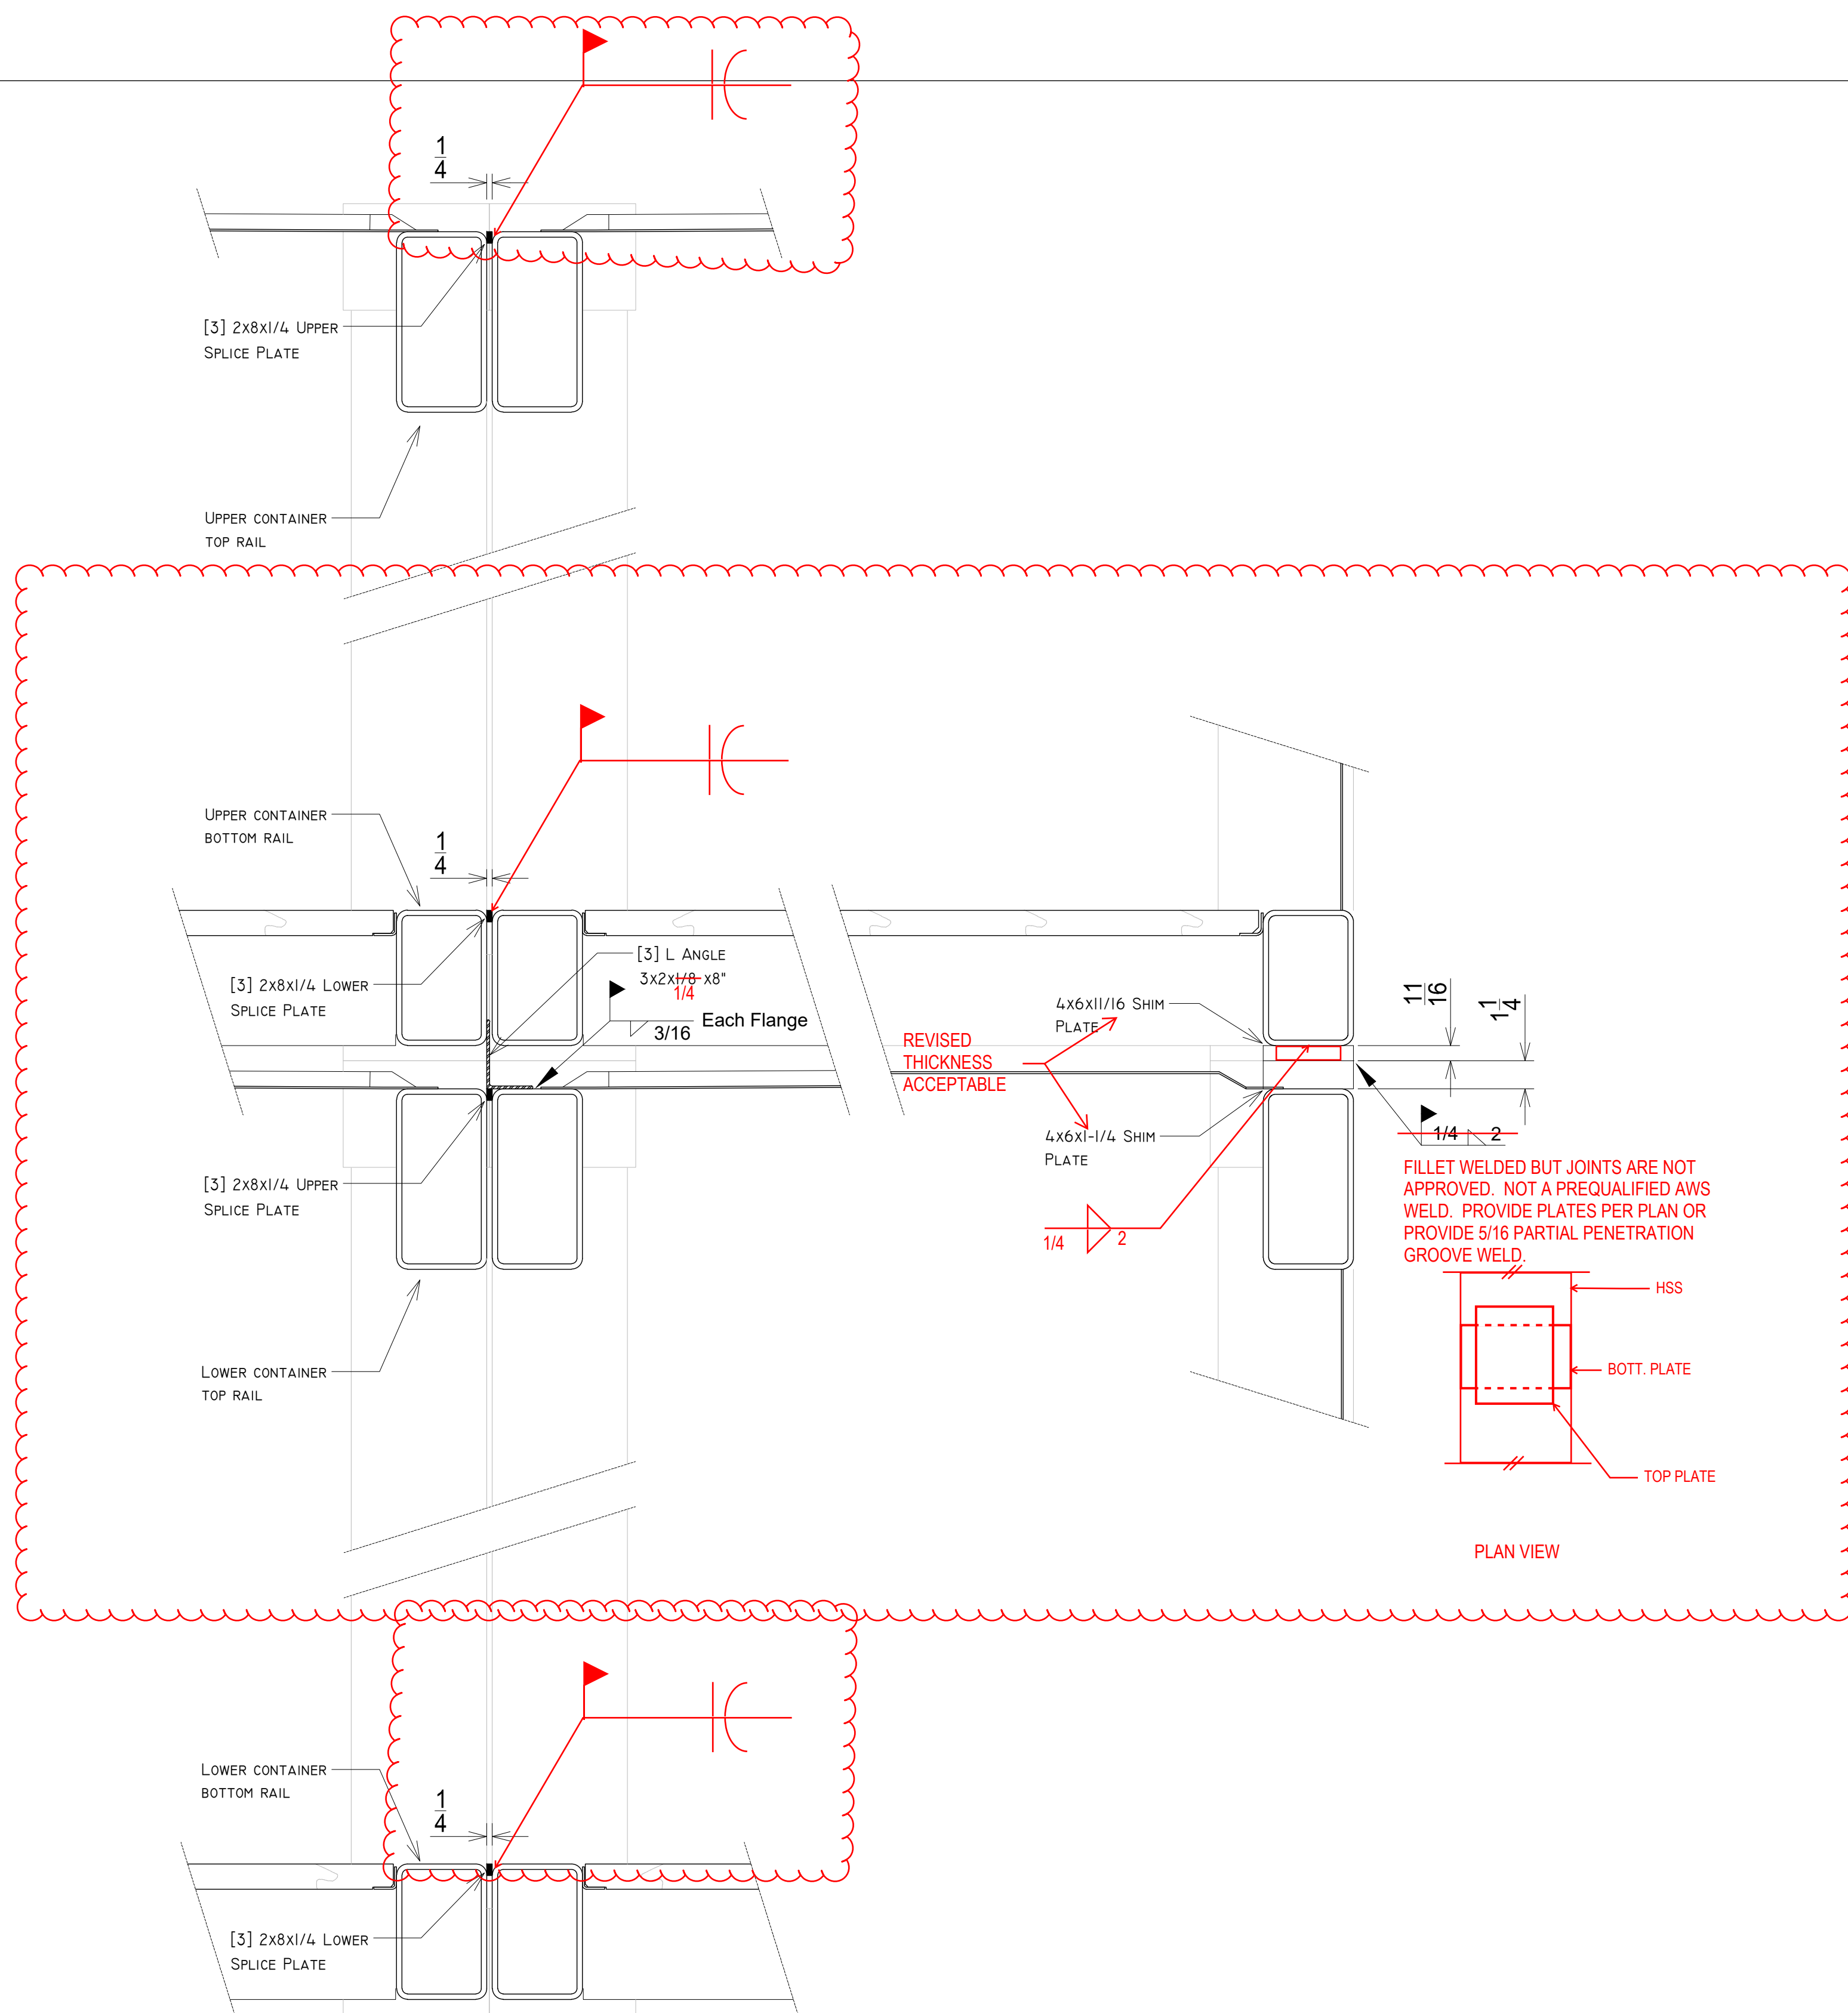 1/4
[3] 2x8x1/4 UPPER
SPLICE PLATE
UPPER CONTAINER
TOP RAIL
UPPER CONTAINER
BOTTOM RAIL
1/4
[3] L ANGLE
3x2x1/8 x8"
1/4
[3] 2x8x1/4 LOWER
SPLICE PLATE
3/16
Each Flange
4x6x11/16 SHIM
PLATE
11/16
1 1/4
REVISED
THICKNESS
ACCEPTABLE
4x6x1-1/4 SHIM
PLATE
1/4 2
FILLET WELDED BUT JOINTS ARE NOT
APPROVED. NOT A PREQUALIFIED AWS
WELD. PROVIDE PLATES PER PLAN OR
PROVIDE 5/16 PARTIAL PENETRATION
GROOVE WELD.
[3] 2x8x1/4 UPPER
SPLICE PLATE
1/4 2
HSS
BOTT. PLATE
TOP PLATE
PLAN VIEW
LOWER CONTAINER
TOP RAIL
LOWER CONTAINER
BOTTOM RAIL
1/4
[3] 2x8x1/4 LOWER
SPLICE PLATE